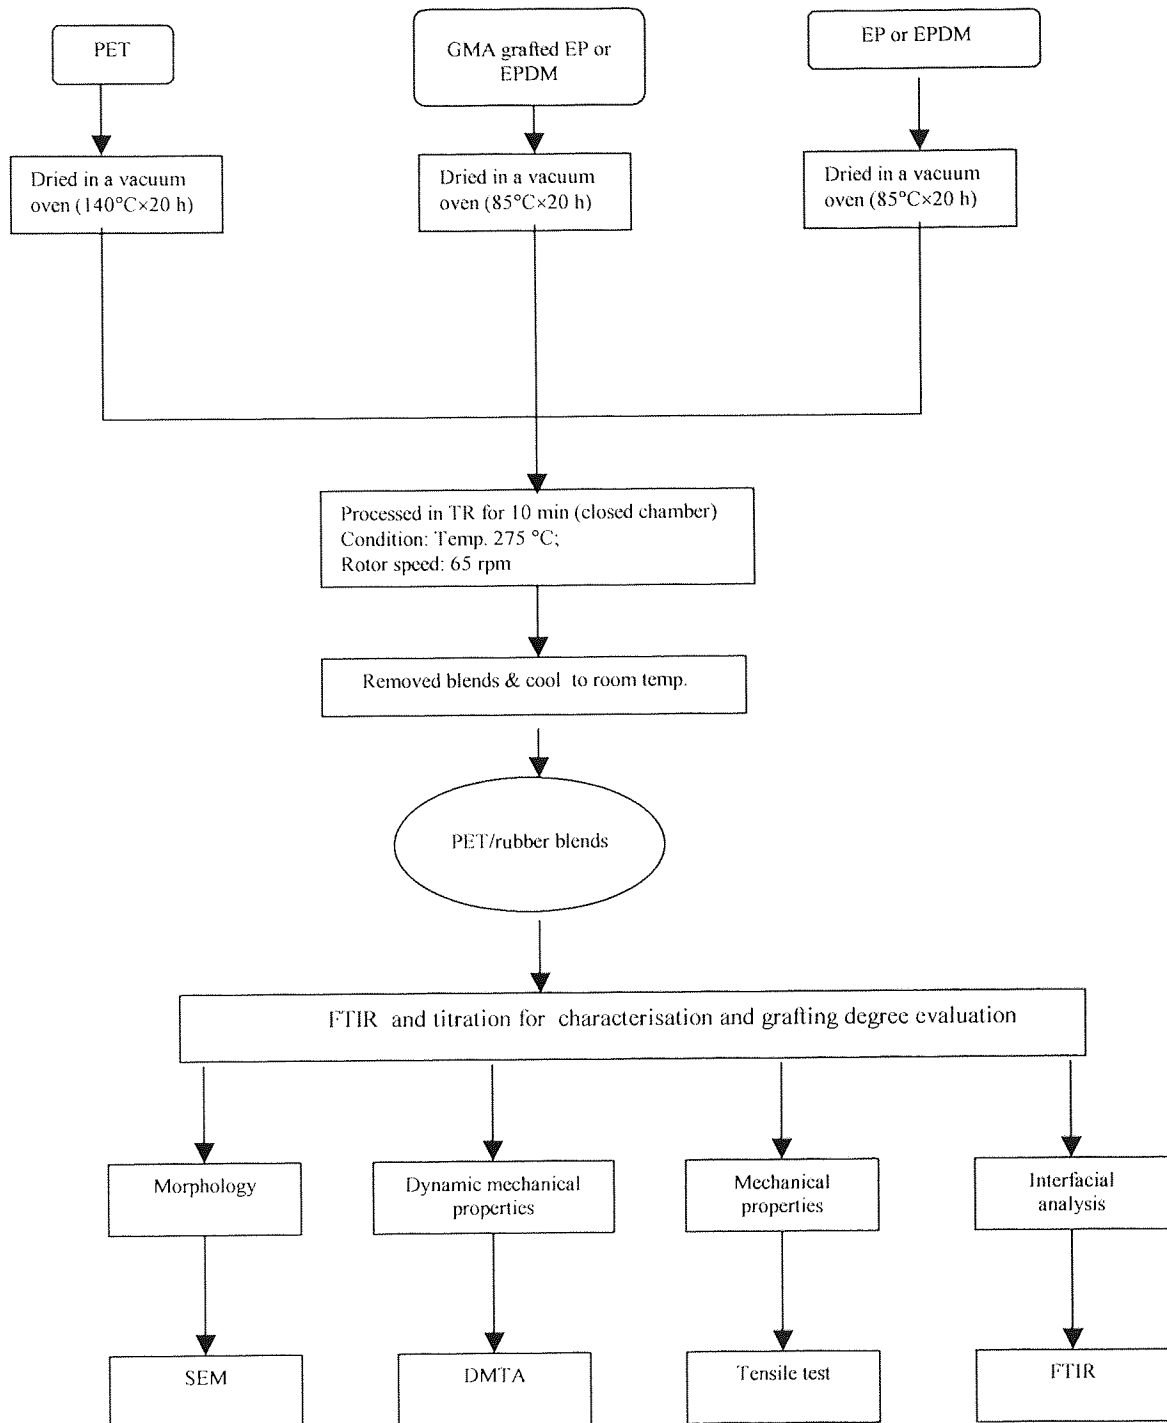 PET
GMA grafted EP or
EPDM
EP or EPDM
Dried in a vacuum
oven (140°C×20 h)
Dried in a vacuum
oven (85°C×20 h)
Dried in a vacuum
oven (85°C×20 h)
Processed in TR for 10 min (closed chamber)
Condition: Temp. 275 °C;
Rotor speed: 65 rpm
Removed blends & cool to room temp.
PET/rubber blends
FTIR and titration for characterisation and grafting degree evaluation
Morphology
Dynamic mechanical
properties
Mechanical
properties
Interfacial
analysis
SEM
DMTA
Tensile test
FTIR